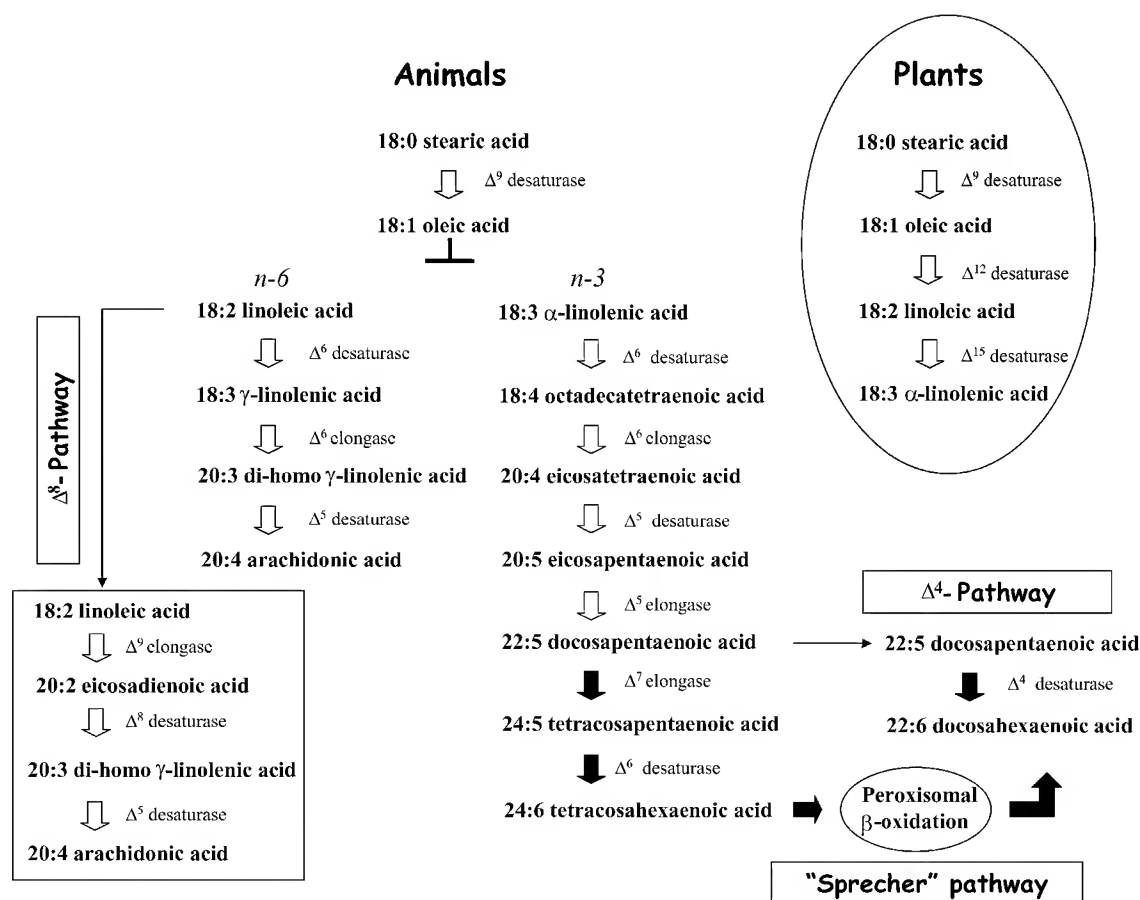 Animals
18:0 stearic acid
Δ⁹ desaturase
18:1 oleic acid
n-6
18:2 linoleic acid
Δ⁶ desaturase
18:3 γ-linolenic acid
Δ⁶ elongase
20:3 di-homo γ-linolenic acid
Δ⁵ desaturase
20:4 arachidonic acid
n-3
18:3 α-linolenic acid
Δ⁶ desaturase
18:4 octadecatetraenoic acid
Δ⁶ elongase
20:4 eicosatetraenoic acid
Δ⁵ desaturase
20:5 eicosapentaenoic acid
Δ⁵ elongase
22:5 docosapentaenoic acid
Δ⁷ elongase
24:5 tetracosapentaenoic acid
Δ⁶ desaturase
24:6 tetracosahexaenoic acid
Plants
18:0 stearic acid
Δ⁹ desaturase
18:1 oleic acid
Δ¹² desaturase
18:2 linoleic acid
Δ¹⁵ desaturase
18:3 α-linolenic acid
Δ⁸- Pathway
18:2 linoleic acid
Δ⁹ elongase
20:2 eicosadienoic acid
Δ⁸ desaturase
20:3 di-homo γ-linolenic acid
Δ⁵ desaturase
20:4 arachidonic acid
Δ⁴- Pathway
22:5 docosapentaenoic acid
Δ⁴ desaturase
22:6 docosahexaenoic acid
Peroxisomal
β-oxidation
"Sprecher" pathway